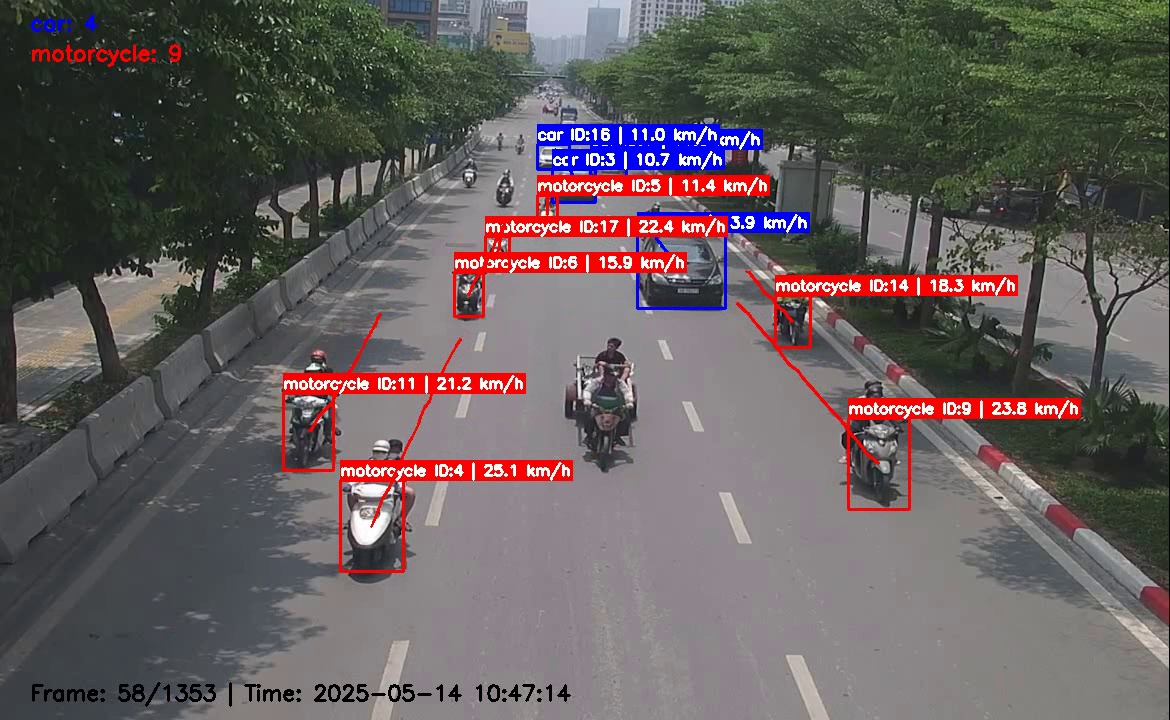 car: 4
motorcycle: 9
car ID:16 | 11.0 km/h
km/h
car ID:3 | 10.7 km/h
motorcycle ID:5 | 11.4 km/h
motorcycle ID:17 | 22.4 km/h
3.9 km/h
motorcycle ID:6 | 15.9 km/h
motorcycle ID:14 | 18.3 km/h
motorcycle ID:11 | 21.2 km/h
motorcycle ID:9 | 23.8 km/h
motorcycle ID:4 | 25.1 km/h
Frame: 58/1353 | Time: 2025-05-14 10:47:14